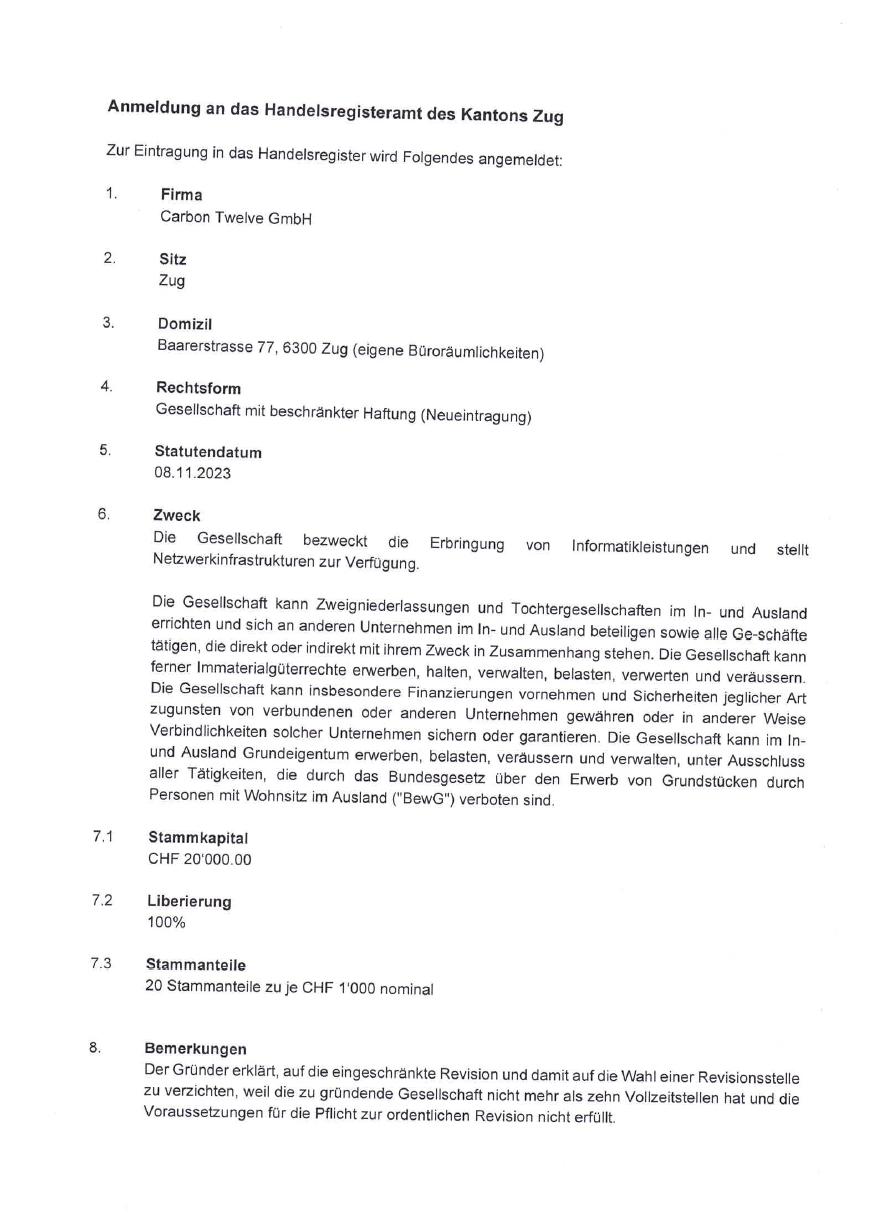 Anmeldung an das Handelsregisteramt des Kantons Zug
Zur Eintragung in das Handelsregister wird Folgendes angemeldet:
1. Firma
Carbon Twelve GmbH
2. Sitz
Zug
3. Domizil
Baarerstrasse 77, 6300 Zug (eigene Büroräumlichkeiten)
4. Rechtsform
Gesellschaft mit beschränkter Haftung (Neueintragung)
5. Statutendatum
08.11.2023
6. Zweck
Die Gesellschaft bezweckt die Erbringung von Informatikleistungen und stellt
Netzwerkinfrastrukturen zur Verfügung.
Die Gesellschaft kann Zweigniederlassungen und Tochtergesellschaften im In- und Ausland
errichten und sich an anderen Unternehmen im In- und Ausland beteiligen sowie alle Ge-schäfte
tätigen, die direkt oder indirekt mit ihrem Zweck in Zusammenhang stehen. Die Gesellschaft kann
ferner Immaterialgüterrechte erwerben, halten, verwalten, belasten, verwerten und veräussern.
Die Gesellschaft kann insbesondere Finanzierungen vornehmen und Sicherheiten jeglicher Art
zugunsten von verbundenen oder anderen Unternehmen gewähren oder in anderer Weise
Verbindlichkeiten solcher Unternehmen sichern oder garantieren. Die Gesellschaft kann im In-
und Ausland Grundeigentum erwerben, belasten, veräussern und verwalten, unter Ausschluss
aller Tätigkeiten, die durch das Bundesgesetz über den Erwerb von Grundstücken durch
Personen mit Wohnsitz im Ausland ("BewG") verboten sind.
7.1 Stammkapital
CHF 20'000.00
7.2 Liberierung
100%
7.3 Stammanteile
20 Stammanteile zu je CHF 1'000 nominal
8. Bemerkungen
Der Gründer erklärt, auf die eingeschränkte Revision und damit auf die Wahl einer Revisionsstelle
zu verzichten, weil die zu gründende Gesellschaft nicht mehr als zehn Vollzeitstellen hat und die
Voraussetzungen für die Pflicht zur ordentlichen Revision nicht erfüllt.